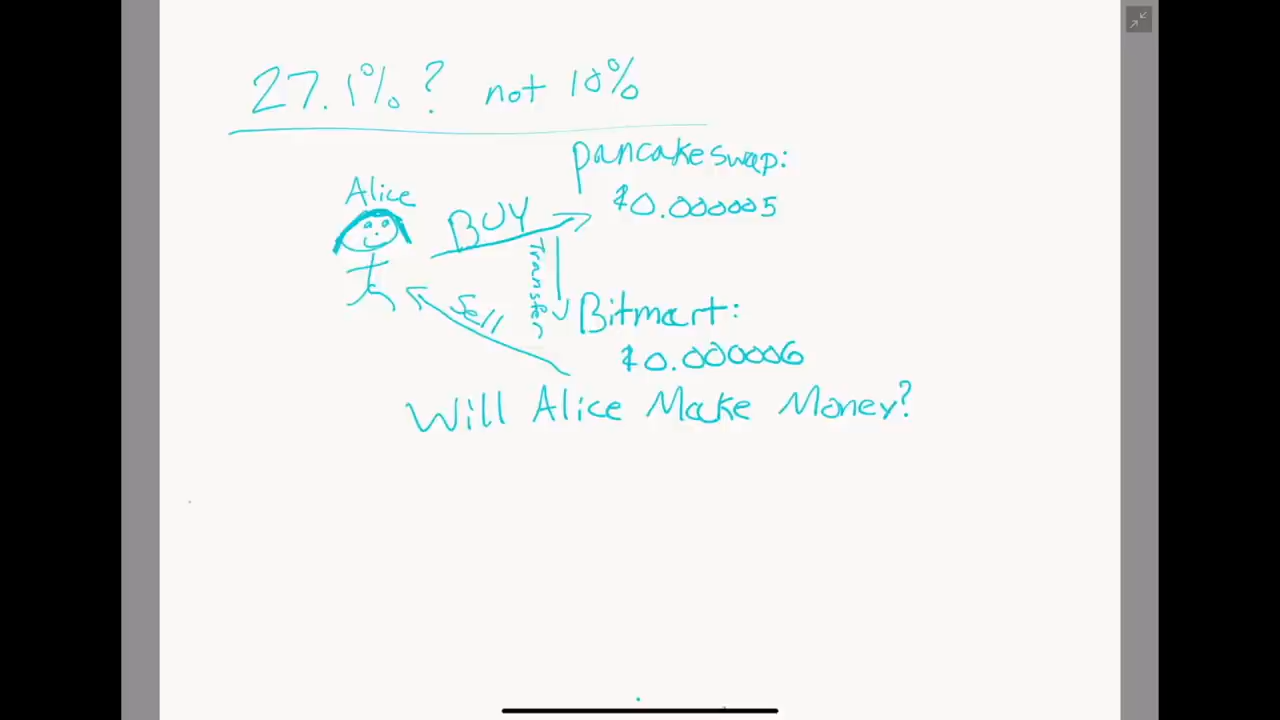 27.1%? not 10%
pancakeswap:
$0.000005
Alice
BUY
Transfer
Sell
Bitmart:
$0.000006
Will Alice Make Money?